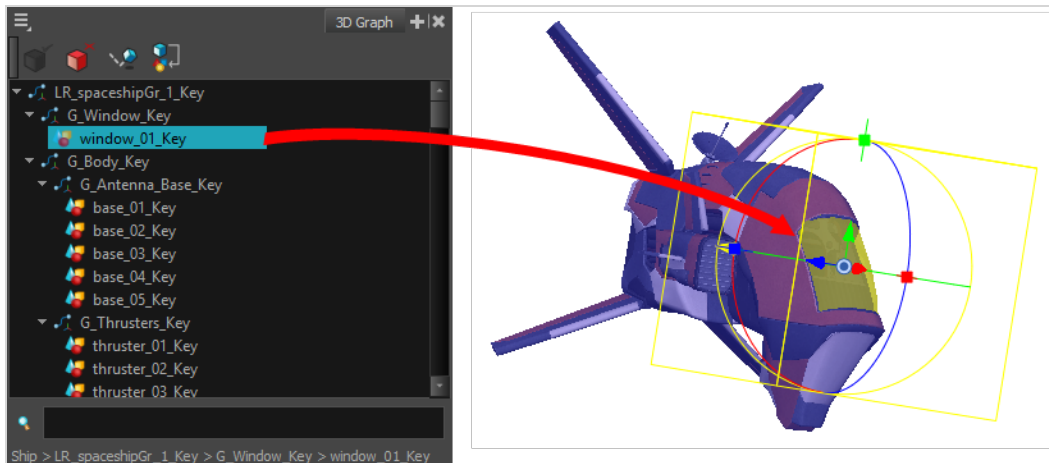 3D Graph
LR_spaceshipGr_1_Key
G_Window_Key
window_01_Key
G_Body_Key
G_Antenna_Base_Key
base_01_Key
base_02_Key
base_03_Key
base_04_Key
base_05_Key
G_Thrusters_Key
thruster_01_Key
thruster_02_Key
thruster_03_Key
Ship > LR_spaceshipGr_1_Key > G_Window_Key > window_01_Key